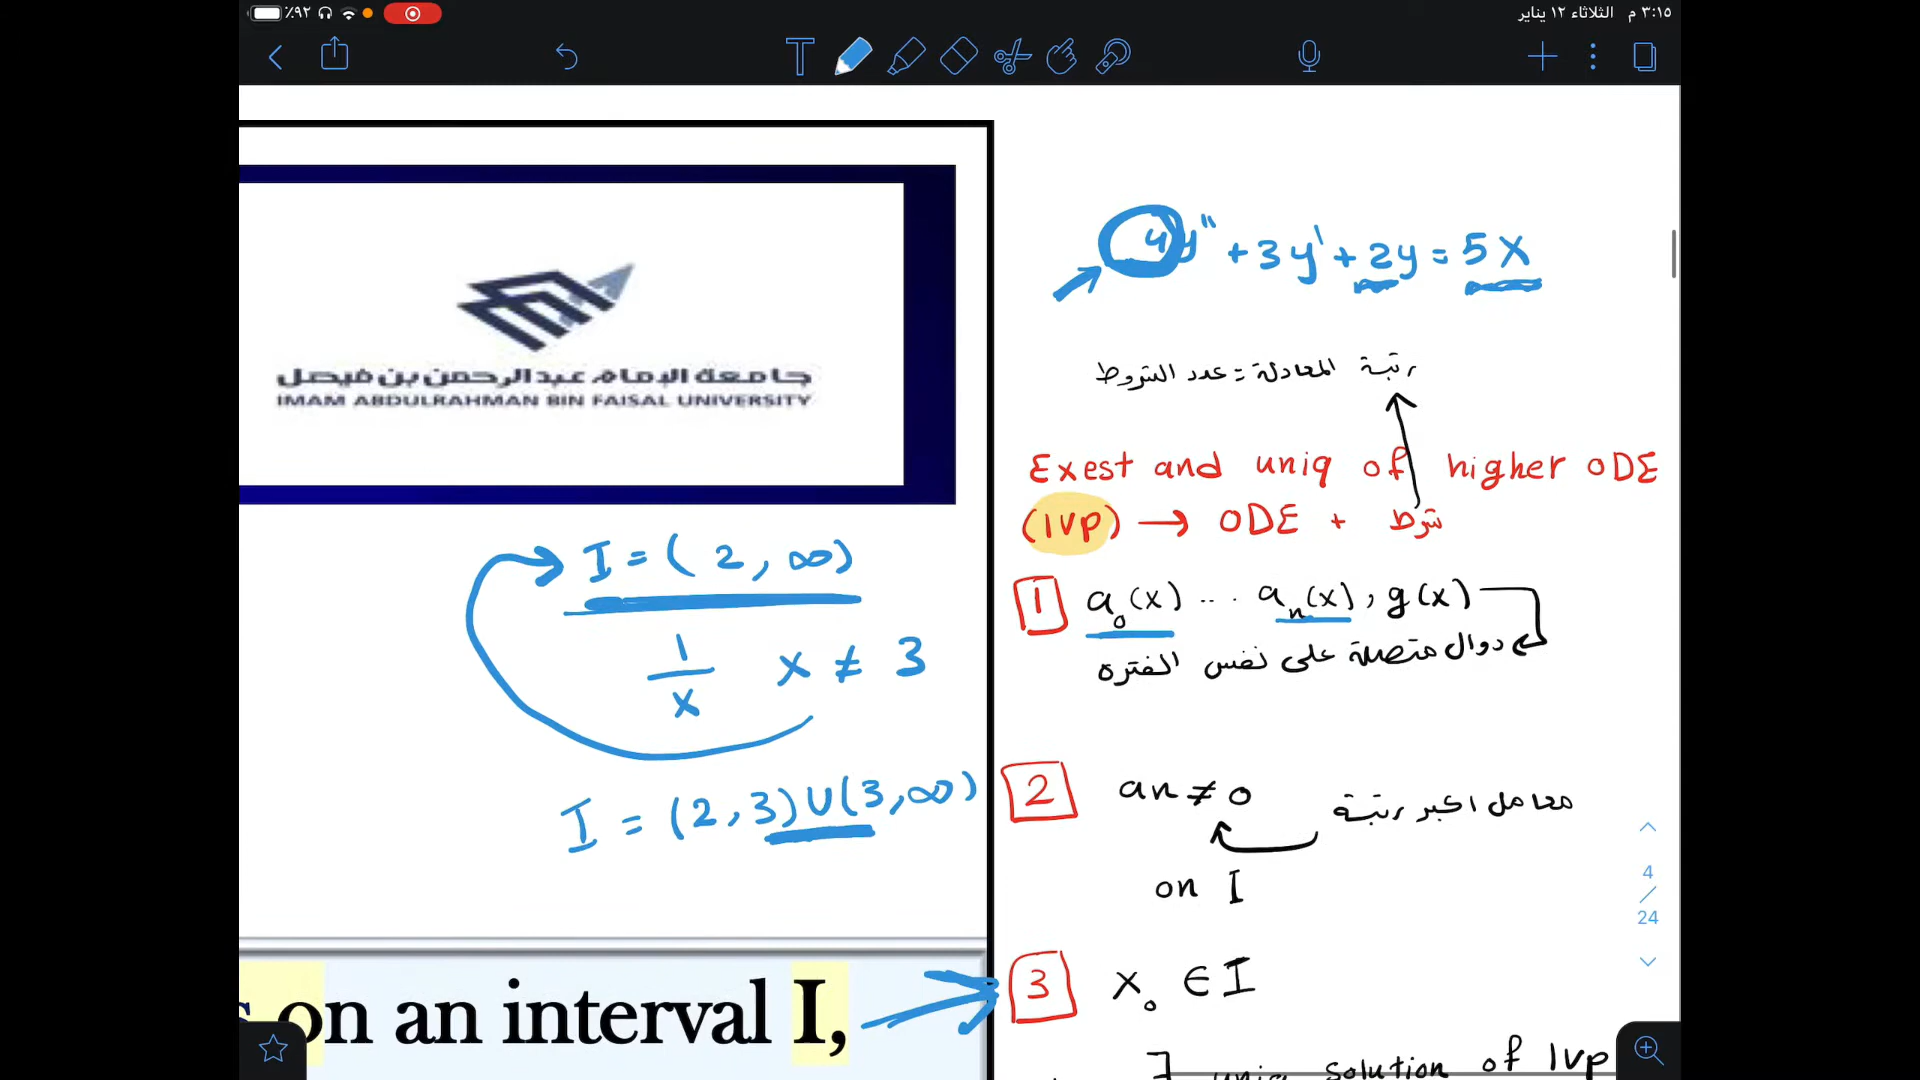 ٪٩٢
٣:١٥ م الثلاثاء ١٢ يناير
جامعة الإمام عبدالرحمن بن فيصل
IMAM ABDULRAHMAN BIN FAISAL UNIVERSITY
I = (2, ∞)
1/x x ≠ 3
I = (2, 3) U (3, ∞)
on an interval I,
4y'' + 3y' + 2y = 5x
رتبة المعادلة = عدد الشروط
Exest and uniq of higher ODE
(IVP) → ODE + شرط
1 a₀(x) ... aₙ(x), g(x)
دوال متصلة على نفس الفتره
2 an ≠ 0 معامل اكبر رتبة
on I
3 x₀ ∈ I
uniq solution of IVP
4
/
24